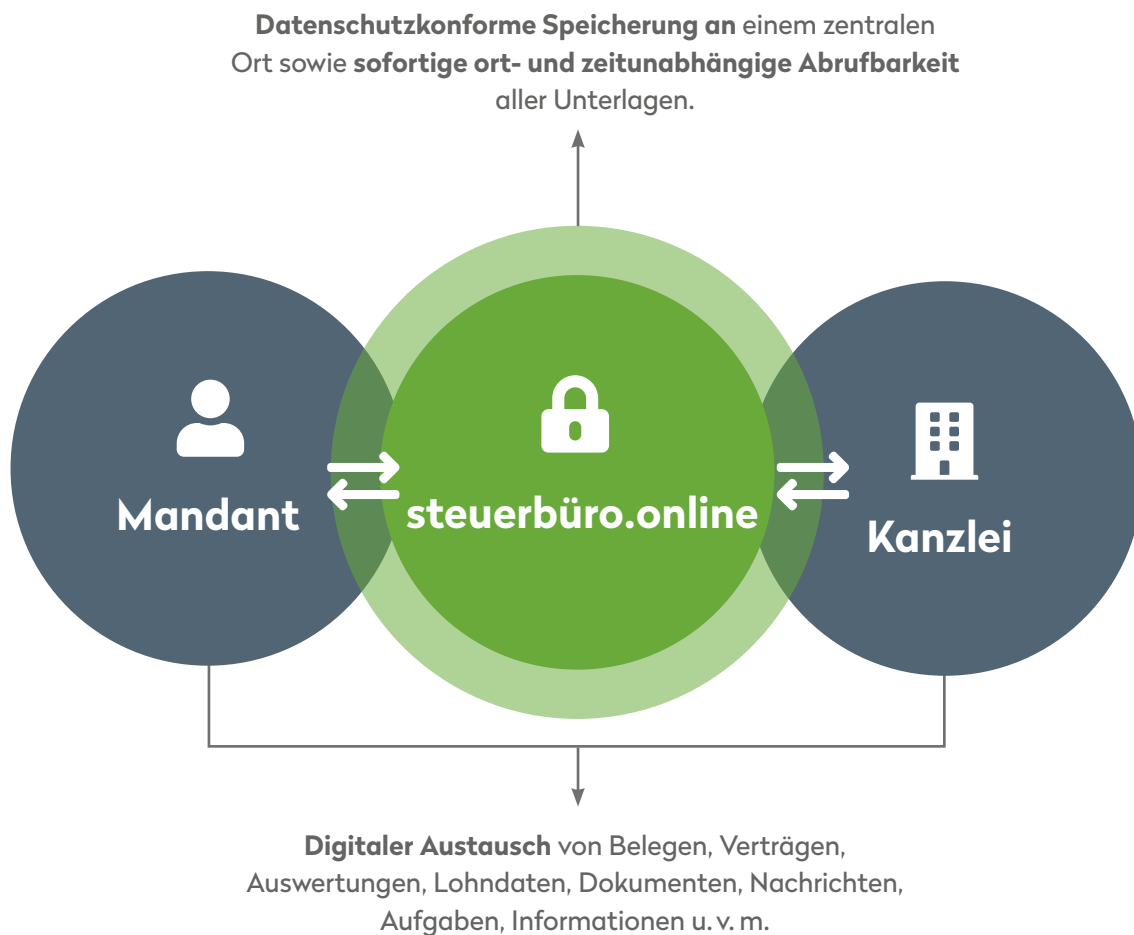 Datenschutzkonforme Speicherung an einem zentralen
Ort sowie sofortige ort- und zeitunabhängige Abrufbarkeit
aller Unterlagen.
Mandant
steuerbüro.online
Kanzlei
Digitaler Austausch von Belegen, Verträgen,
Auswertungen, Lohndaten, Dokumenten, Nachrichten,
Aufgaben, Informationen u. v. m.